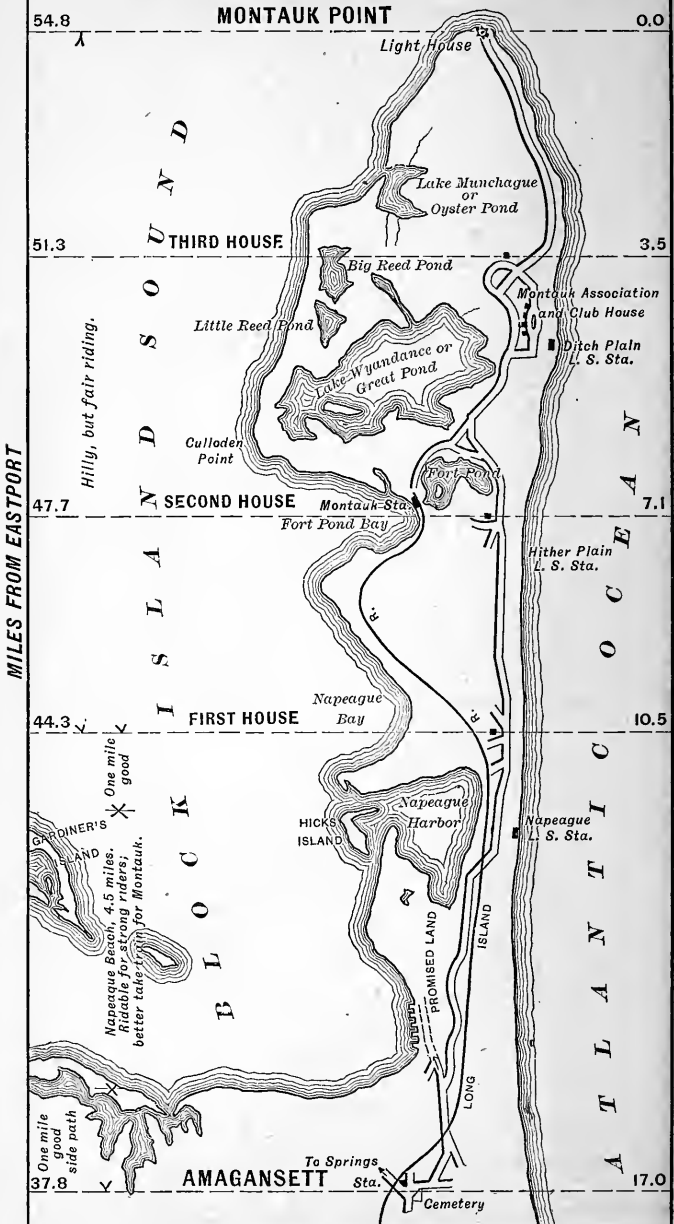 MONTAUK POINT
54.8
0.0
Light House
Lake Munchague
or
Oyster Pond
51.3
THIRD HOUSE
3.5
Big Reed Pond
Montauk Association
and Club House
Little Reed Pond
Ditch Plain
L. S. Sta.
Lake Wyandance or
Great Pond
Hilly, but fair riding.
Culloden
Point
Fort Pond
47.7
SECOND HOUSE
Montauk Sta.
7.1
Fort Pond Bay
Hither Plain
L. S. Sta.
MILES FROM EASTPORT
BLOCK ISLAND SOUND
ATLANTIC OCEAN
R.
R.
Napeague
Bay
44.3
FIRST HOUSE
10.5
One mile
good
GARDINER'S
ISLAND
HICKS
ISLAND
Napeague
Harbor
Napeague
L. S. Sta.
Napeague Beach, 4.5 miles.
Ridable for strong riders;
better take train for Montauk.
PROMISED LAND
ISLAND
LONG
One mile
good
side path
37.8
AMAGANSETT
To Springs
Sta.
17.0
Cemetery